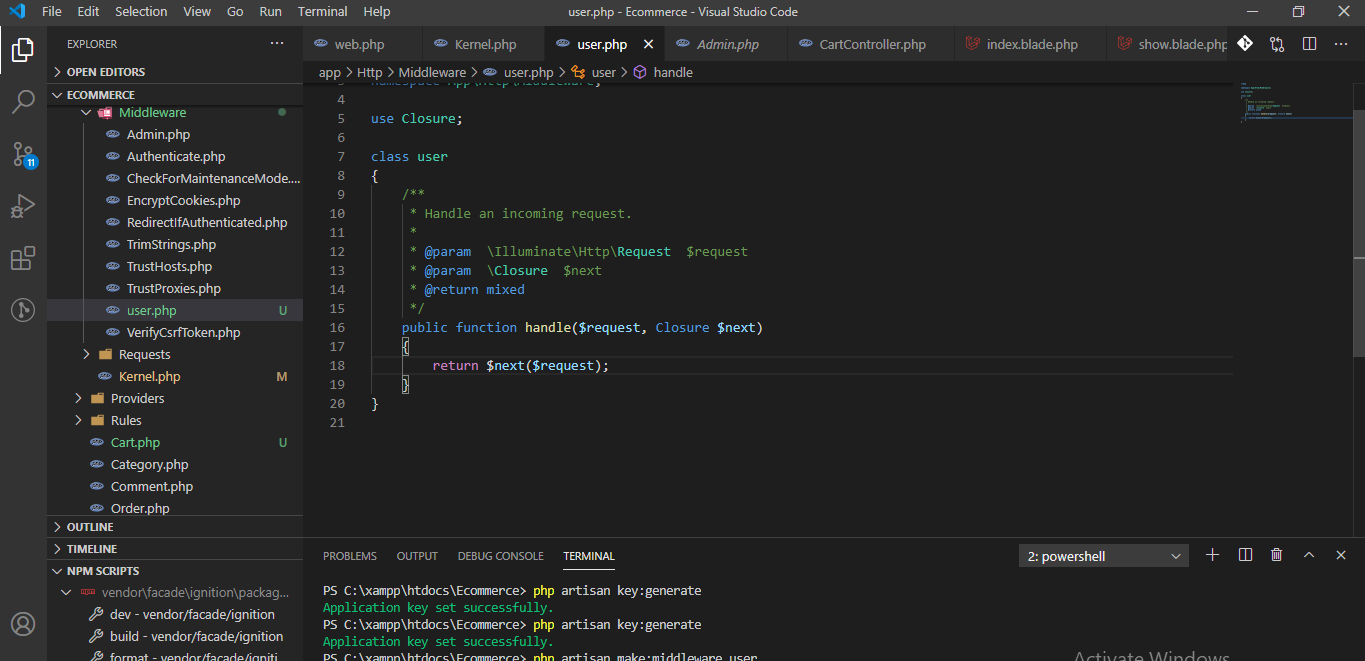 File Edit Selection View Go Run Terminal Help user.php - Ecommerce - Visual Studio Code
EXPLORER
web.php Kernel.php user.php Admin.php CartController.php index.blade.php show.blade.php
OPEN EDITORS
app > Http > Middleware > user.php > user > handle
ECOMMERCE
Middleware
Admin.php
Authenticate.php
CheckForMaintenanceMode....
EncryptCookies.php
RedirectIfAuthenticated.php
TrimStrings.php
TrustHosts.php
TrustProxies.php
user.php U
VerifyCsrfToken.php
Requests
Kernel.php M
Providers
Rules
Cart.php U
Category.php
Comment.php
Order.php
OUTLINE
TIMELINE
NPM SCRIPTS
vendor\facade\ignition\packag...
dev - vendor/facade/ignition
build - vendor/facade/ignition
format - vendor/facade/igniti
11
3 namespace App\Http\Middleware;
4
5 use Closure;
6
7 class user
8 {
9 /**
10 * Handle an incoming request.
11 *
12 * @param \Illuminate\Http\Request $request
13 * @param \Closure $next
14 * @return mixed
15 */
16 public function handle($request, Closure $next)
17 {
18 return $next($request);
19 }
20 }
21
PROBLEMS OUTPUT DEBUG CONSOLE TERMINAL 2: powershell
PS C:\xampp\htdocs\Ecommerce> php artisan key:generate
Application key set successfully.
PS C:\xampp\htdocs\Ecommerce> php artisan key:generate
Application key set successfully.
PS C:\xampp\htdocs\Ecommerce> php artisan make:middleware user
Activate Windows